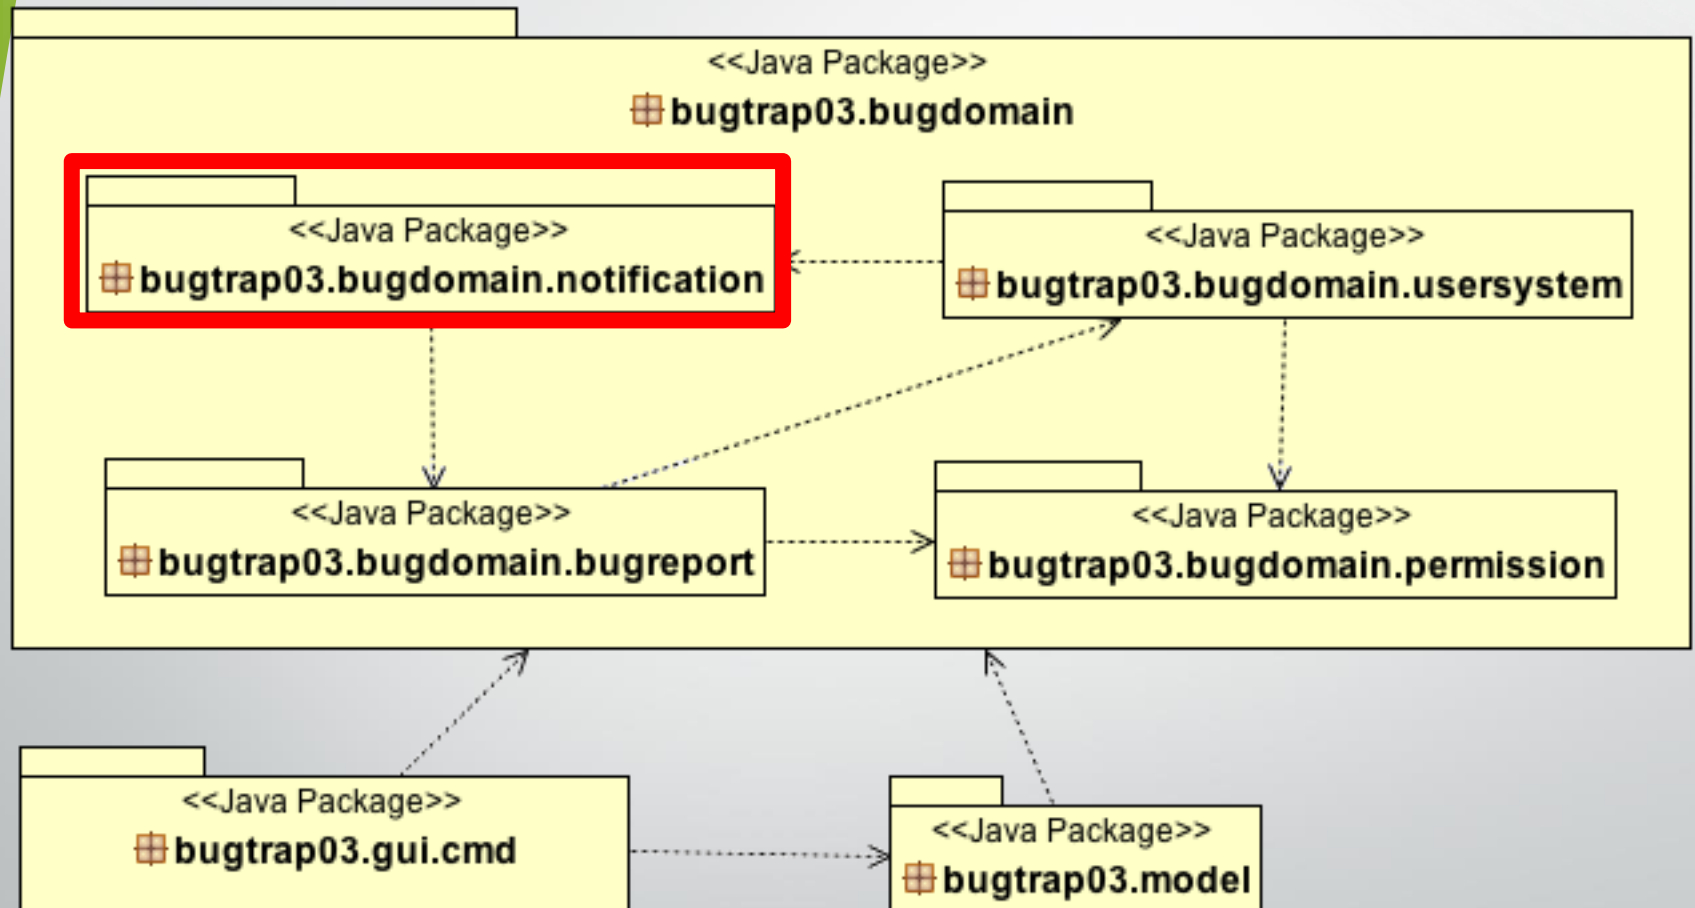 <<Java Package>>
bugtrap03.bugdomain
<<Java Package>>
bugtrap03.bugdomain.notification
<<Java Package>>
bugtrap03.bugdomain.usersystem
<<Java Package>>
bugtrap03.bugdomain.bugreport
<<Java Package>>
bugtrap03.bugdomain.permission
<<Java Package>>
bugtrap03.gui.cmd
<<Java Package>>
bugtrap03.model